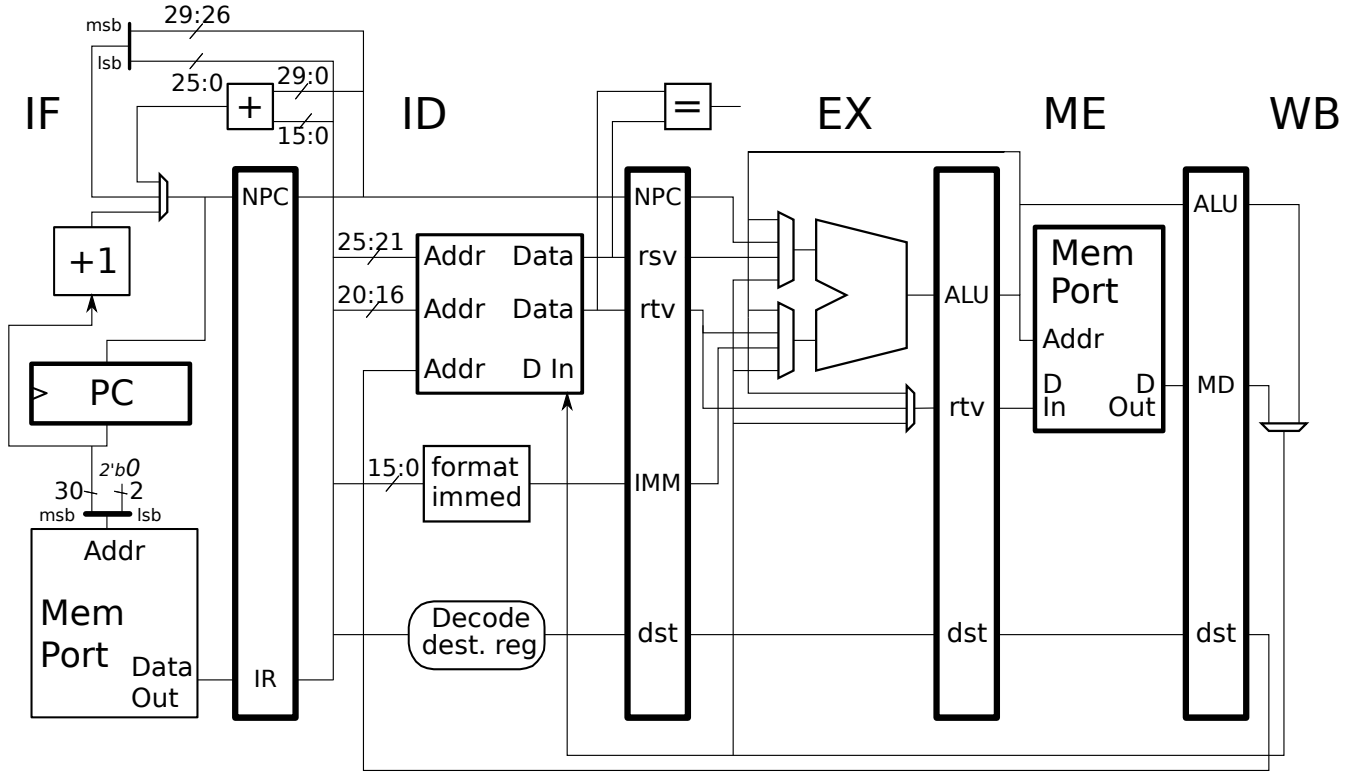 29:26
msb
lsb
25:0
29:0
+
15:0
=
IF
ID
EX
ME
WB
NPC
NPC
ALU
+1
25:21
Addr
Data
rsv
20:16
Addr
Data
rtv
Addr
D In
ALU
Mem
Port
Addr
D
In
D
Out
MD
PC
rtv
2'b0
30
2
msb
lsb
15:0
format
immed
IMM
Addr
Mem
Port
Data
Out
IR
Decode
dest. reg
dst
dst
dst